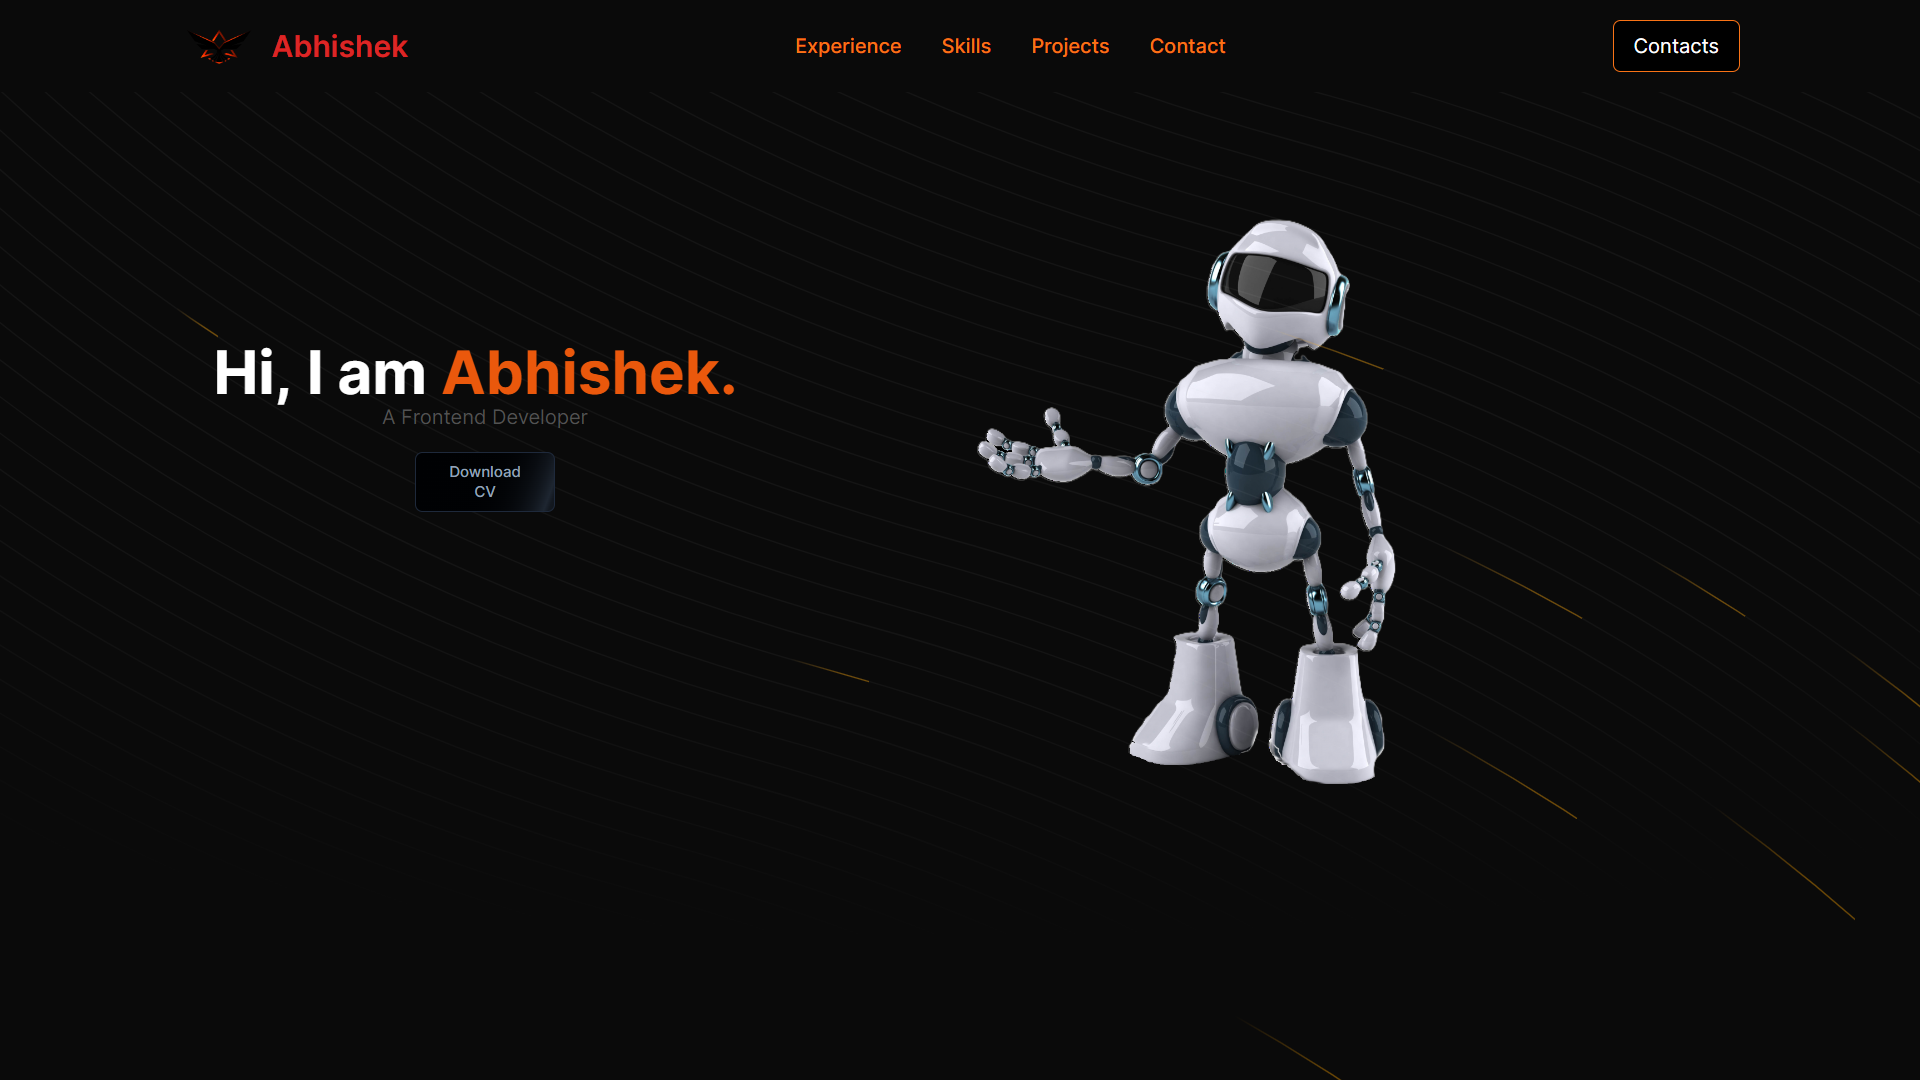 Abhishek
Experience Skills Projects Contact
Contacts
Hi, I am Abhishek.
A Frontend Developer
Download
CV